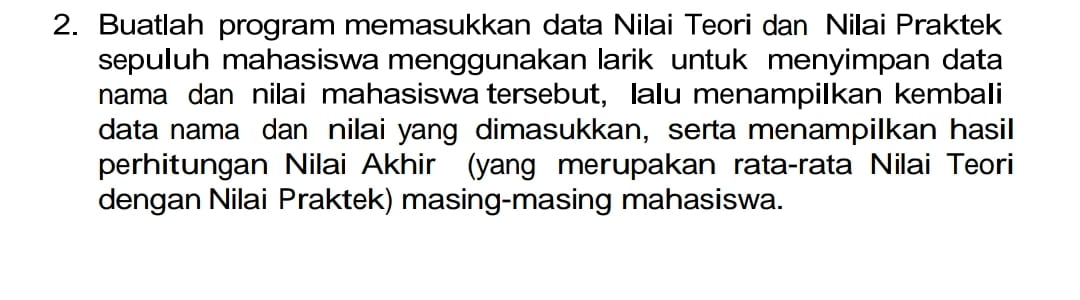 2. Buatlah program memasukkan data Nilai Teori dan Nilai Praktek
sepuluh mahasiswa menggunakan larik untuk menyimpan data
nama dan nilai mahasiswa tersebut, lalu menampilkan kembali
data nama dan nilai yang dimasukkan, serta menampilkan hasil
perhitungan Nilai Akhir (yang merupakan rata-rata Nilai Teori
dengan Nilai Praktek) masing-masing mahasiswa.